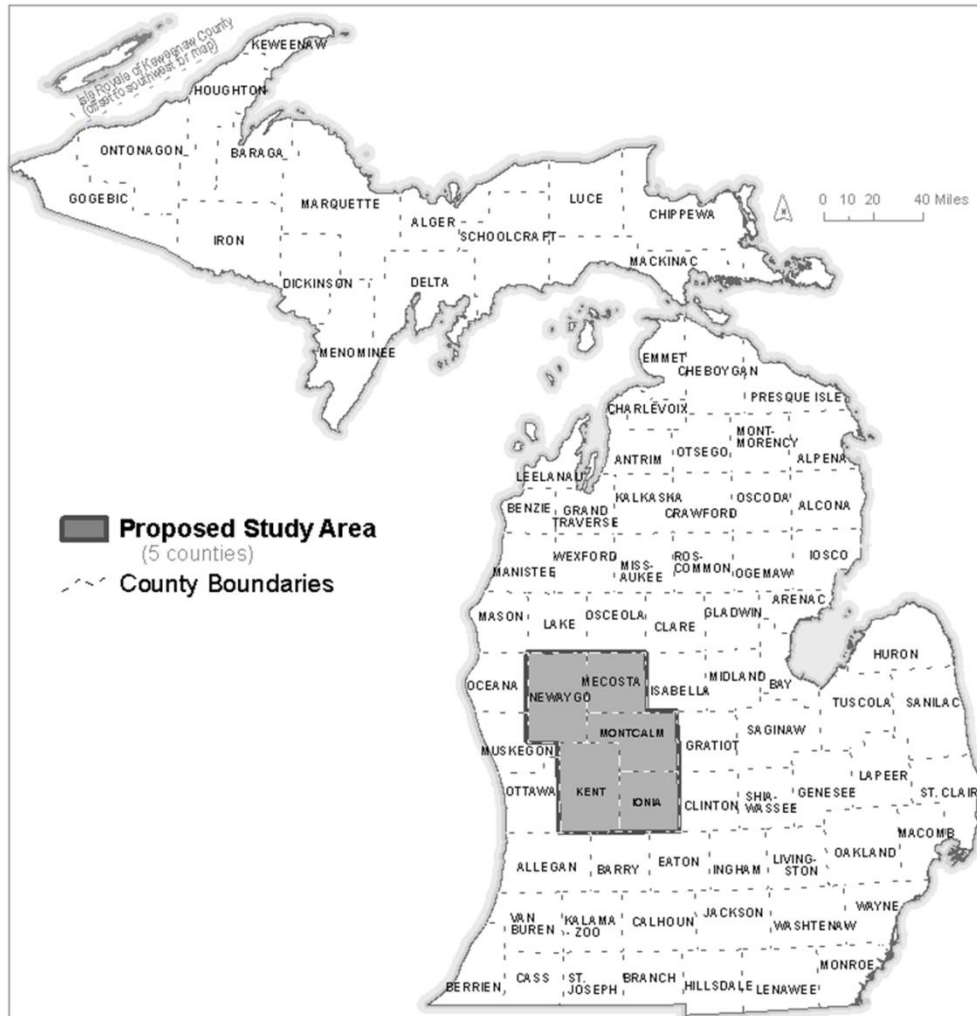 Isle Royale of Keweenaw County
(offset to southwest for map)
KEWEENAW
HOUGHTON
ONTONAGON
BARAGA
GOGEBIC
MARQUETTE
LUCE
ALGER
CHIPPEWA
0 10 20 40 Miles
SCHOOLCRAFT
IRON
MACKINAC
DICKINSON
DELTA
MENOMINEE
EMMET
CHEBOYGAN
PRESQUE ISLE
CHARLEVOIX
MONT-
MORENCY
OTSEGO
ANTRIM
ALPENA
LEELANAU
KALKASHA
OSCODA
BENZIE
GRAND
TRAVERSE
CRAWFORD
ALCONA
Proposed Study Area
(5 counties)
County Boundaries
WEXFORD
MISS-
AUKEE
ROS-
COMMON
IOSCO
MANISTEE
OGEMAW
ARENAC
MASON
LAKE
OSCEOLA
CLARE
GLADWIN
HURON
OCEANA
NEWAYGO
MECOSTA
ISABELLA
MIDLAND
BAY
TUSCOLA
SANILAC
MUSKEGON
MONTCALM
GRATIOT
SAGINAW
LAPEER
OTTAWA
KENT
IONIA
CLINTON
SHIA-
WASSEE
GENESEE
ST. CLAIR
MACOMB
ALLEGAN
BARRY
EATON
INGHAM
LIVING-
STON
OAKLAND
VAN
BUREN
KALAMA
- ZOO
CALHOUN
JACKSON
WASHTENAW
WAYNE
MONROE
BERRIEN
CASS
ST.
JOSEPH
BRANCH
HILLSDALE
LENAWEE